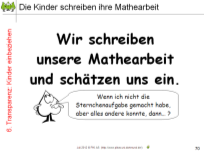 Die Kinder schreiben ihre Mathearbeit
6. Transparenz: Kinder einbeziehen
Wir schreiben
unsere Mathearbeit
und schätzen uns ein.
Wenn ich nicht die
Sternchenaufgabe gemacht habe,
aber alles andere konnte, dann... ?
70